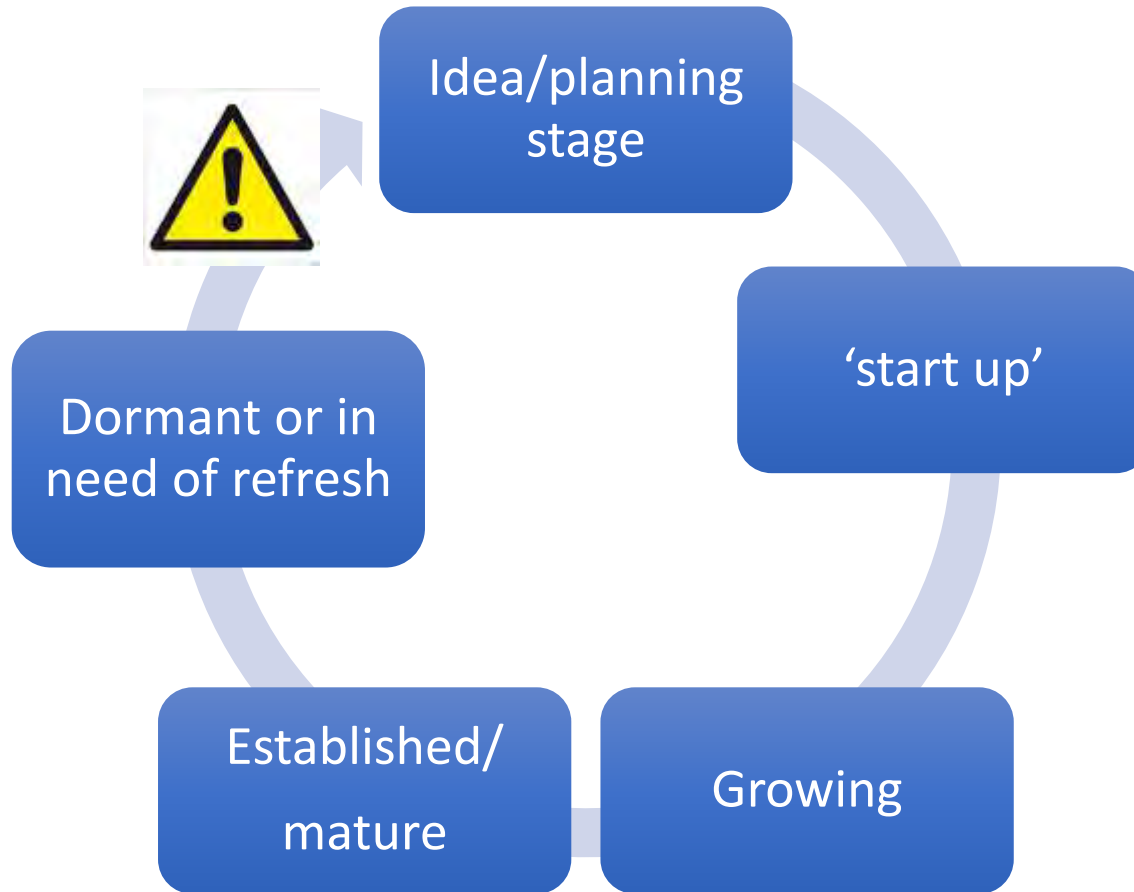 Idea/planning
stage
‘start up’
Growing
Established/
mature
Dormant or in
need of refresh